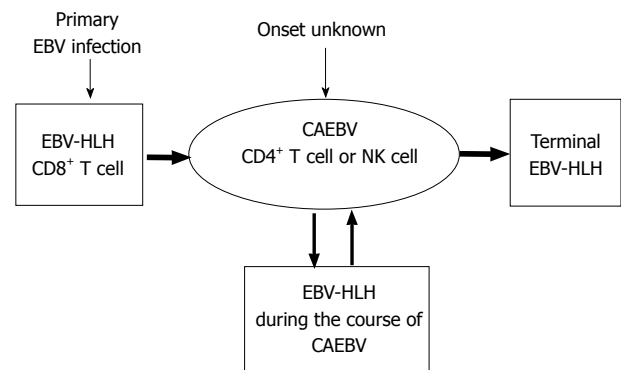 Primary
EBV infection
Onset unknown
EBV-HLH
CD8⁺ T cell
CAEBV
CD4⁺ T cell or NK cell
Terminal
EBV-HLH
EBV-HLH
during the course of
CAEBV